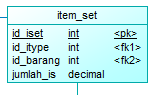 item_set
id_iset int <pk>
id_itype int <fk1>
id_barang int <fk2>
jumlah_is decimal